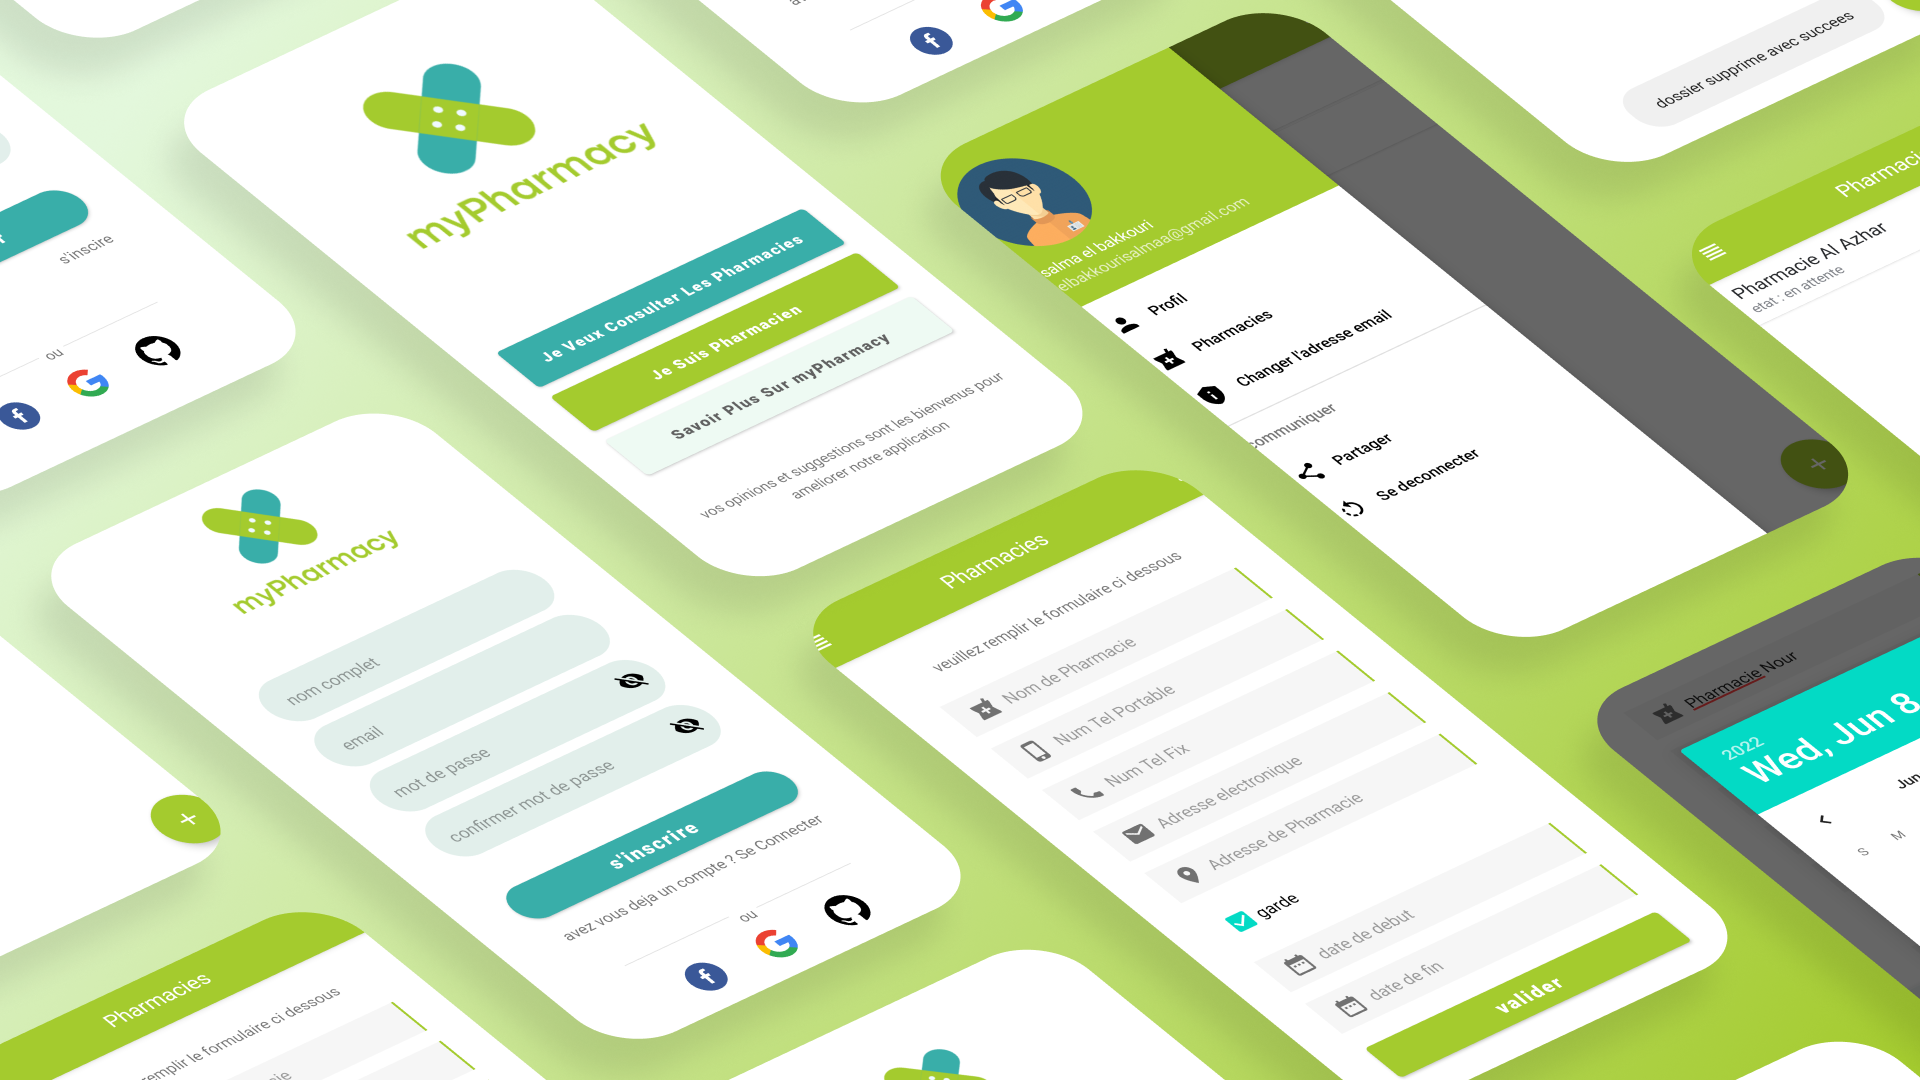 s'inscire
ou
myPharmacy
Je Veux Consulter Les Pharmacies
Je Suis Pharmacien
Savoir Plus Sur myPharmacy
vos opinions et suggestions sont les bienvenus pour
ameliorer notre application
salma el bakkouri
elbakkourisalmaa@gmail.com
Profil
Pharmacies
Changer l'adresse email
communiquer
Partager
Se deconnecter
dossier supprime avec succees
Pharmacie Al Azhar
etat : en attente
myPharmacy
nom complet
email
mot de passe
confirmer mot de passe
s'inscrire
avez vous deja un compte ? Se Connecter
ou
Pharmacies
veuillez remplir le formulaire ci dessous
Nom de Pharmacie
Num Tel Portable
Num Tel Fix
Adresse electronique
Adresse de Pharmacie
garde
date de debut
date de fin
valider
Pharmacie Nour
2022
Wed, Jun 8
Jun
S M
Pharmacies
le formulaire ci dessous